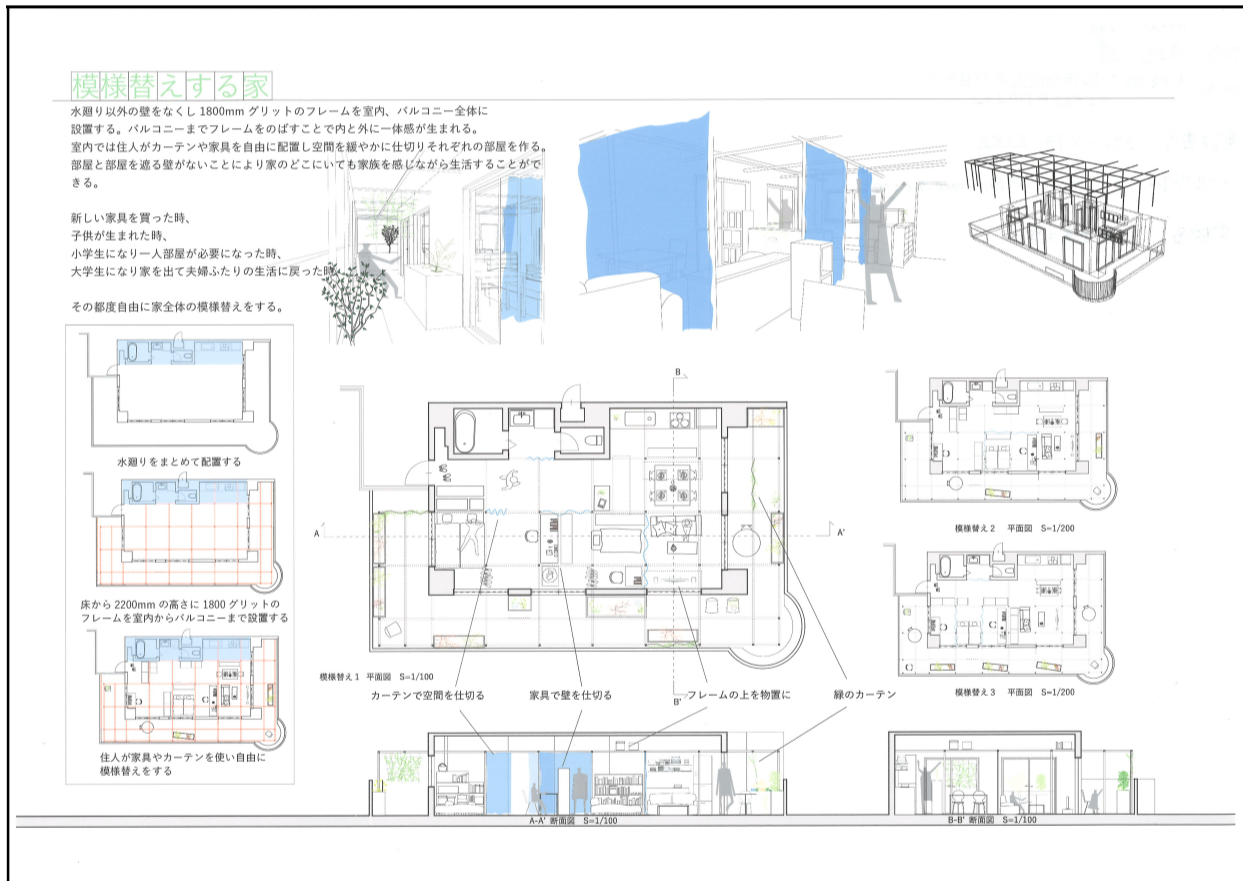 模様替えする家
水廻り以外の壁をなくし1800mmグリットのフレームを室内、バルコニー全体に
設置する。バルコニーまでフレームをのばすことで内と外に一体感が生まれる。
室内では住人がカーテンや家具を自由に配置し空間を緩やかに仕切りそれぞれの部屋を作る。
部屋と部屋を遮る壁がないことにより家のどこにいても家族を感じながら生活することがで
きる。
新しい家具を買った時、
子供が生まれた時、
小学生になり一人部屋が必要になった時、
大学生になり家を出て夫婦ふたりの生活に戻った時、
その都度自由に家全体の模様替えをする。
水廻りをまとめて配置する
床から2200mmの高さに1800グリットの
フレームを室内からバルコニーまで設置する
住人が家具やカーテンを使い自由に
模様替えをする
B
A
A'
B'
模様替え1 平面図 S=1/100
模様替え2 平面図 S=1/200
模様替え3 平面図 S=1/200
カーテンで空間を仕切る
家具で壁を仕切る
フレームの上を物置に
緑のカーテン
A-A' 断面図 S=1/100
B-B' 断面図 S=1/100